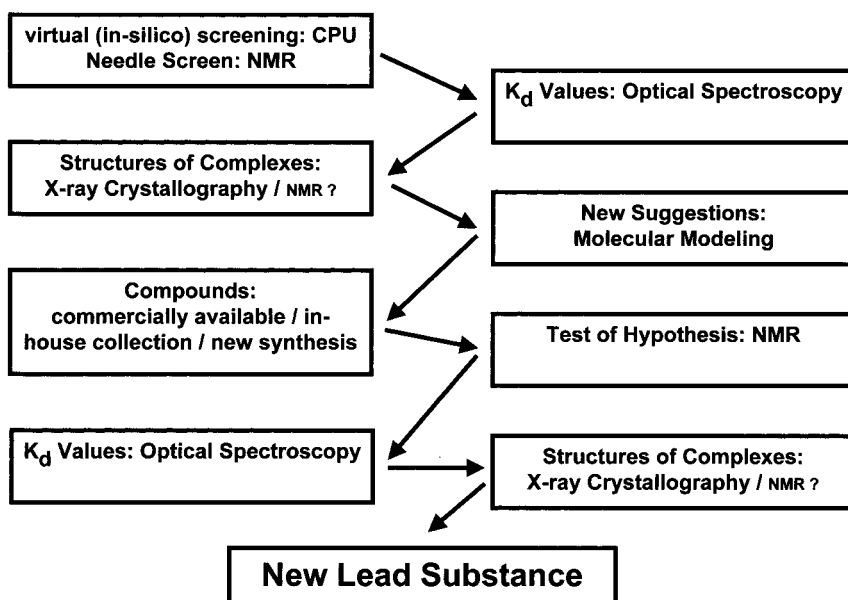 virtual (in-silico) screening: CPU
Needle Screen: NMR
Kd Values: Optical Spectroscopy
Structures of Complexes:
X-ray Crystallography / NMR ?
New Suggestions:
Molecular Modeling
Compounds:
commercially available / in-
house collection / new synthesis
Test of Hypothesis: NMR
Kd Values: Optical Spectroscopy
Structures of Complexes:
X-ray Crystallography / NMR ?
New Lead Substance